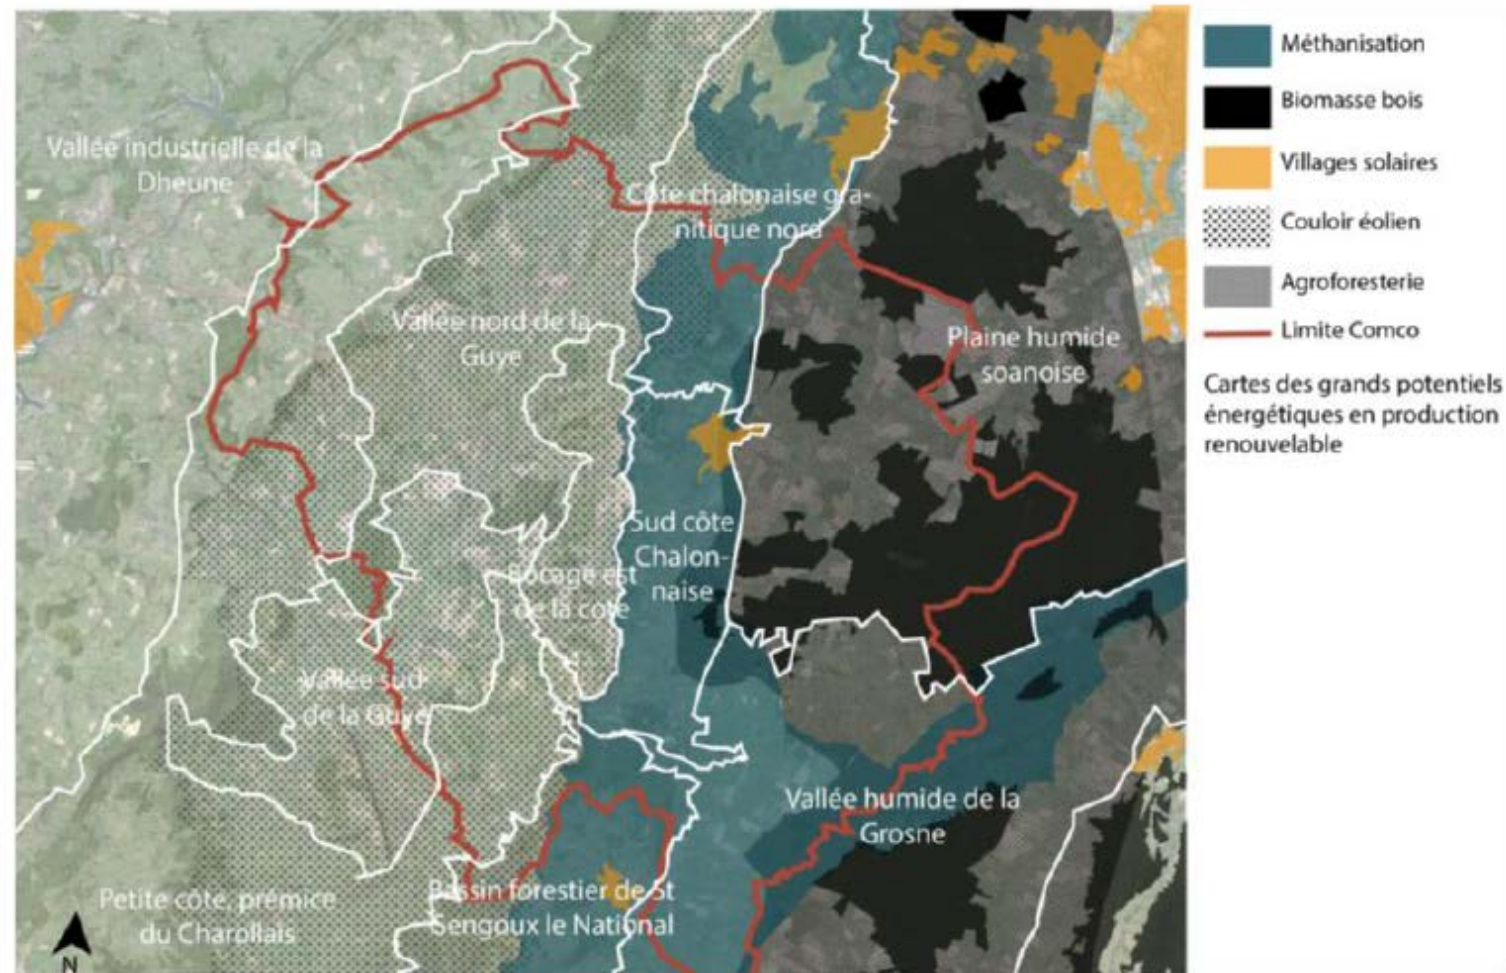 Méthanisation
Biomasse bois
Villages solaires
Couloir éolien
Agroforesterie
Limite Comco
Cartes des grands potentiels
énergétiques en production
renouvelable
Vallée industrielle de la
Dheune
Côte chalonaise gra-
nitique nord
Vallée nord de la
Guye
Plaine humide
soanoise
Sud côte
Chalon-
naise
Bocage est
de la cote
Vallée sud
de la Guye
Vallée humide de la
Grosne
Petite côte, prémice
du Charollais
Bassin forestier de St
Gengoux le National
N